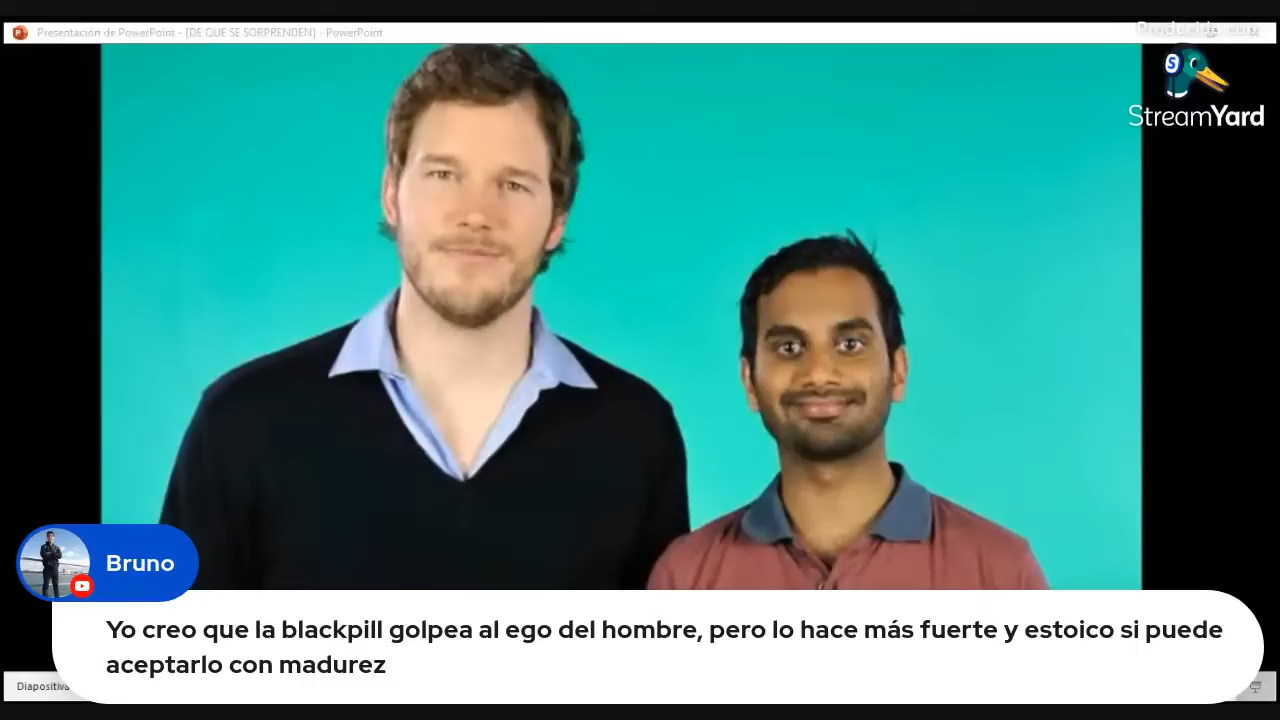 Presentación de PowerPoint - [DE QUE SE SORPRENDEN] - PowerPoint
StreamYard
Bruno
Yo creo que la blackpill golpea al ego del hombre, pero lo hace más fuerte y estoico si puede
aceptarlo con madurez
Diapositiva